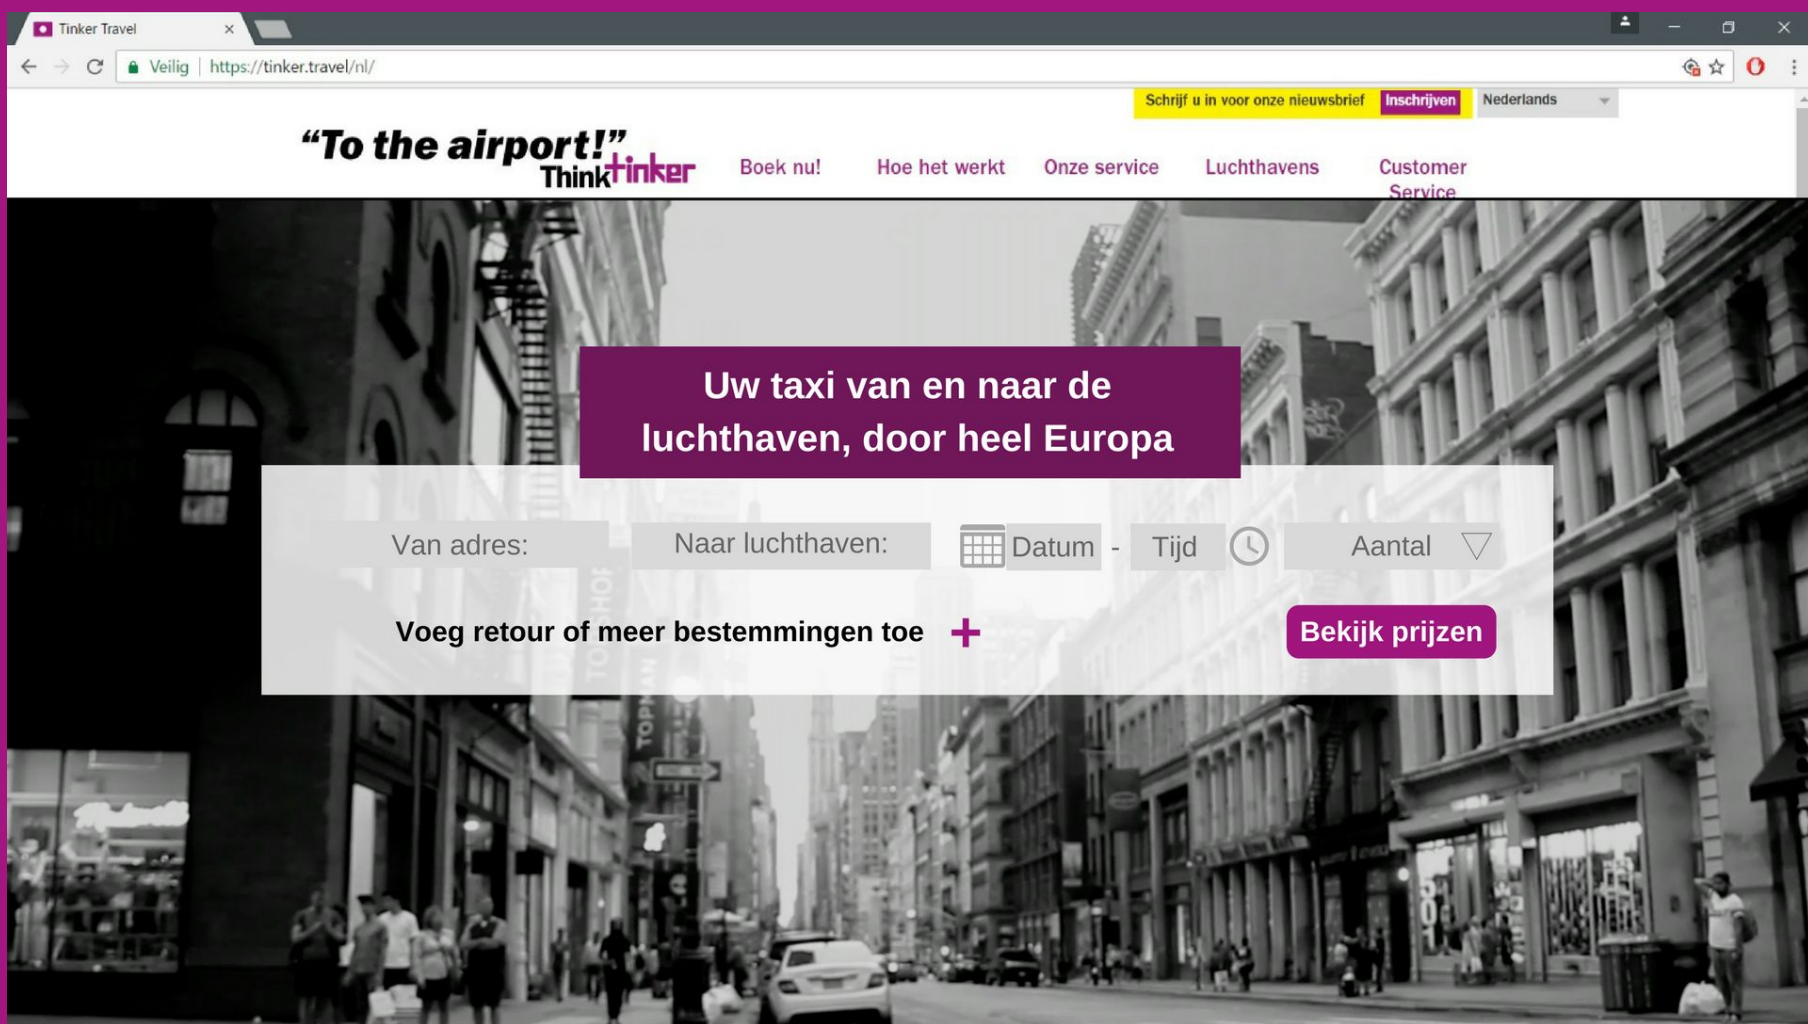 Tinker Travel
Veilig | https://tinker.travel/nl/
Schrijf u in voor onze nieuwsbrief Inschrijven Nederlands
“To the airport!”
Think tinker
Boek nu! Hoe het werkt Onze service Luchthavens Customer Service
Uw taxi van en naar de
luchthaven, door heel Europa
Van adres: Naar luchthaven: Datum - Tijd Aantal
Voeg retour of meer bestemmingen toe + Bekijk prijzen
TOPMAN
TOPSHOP